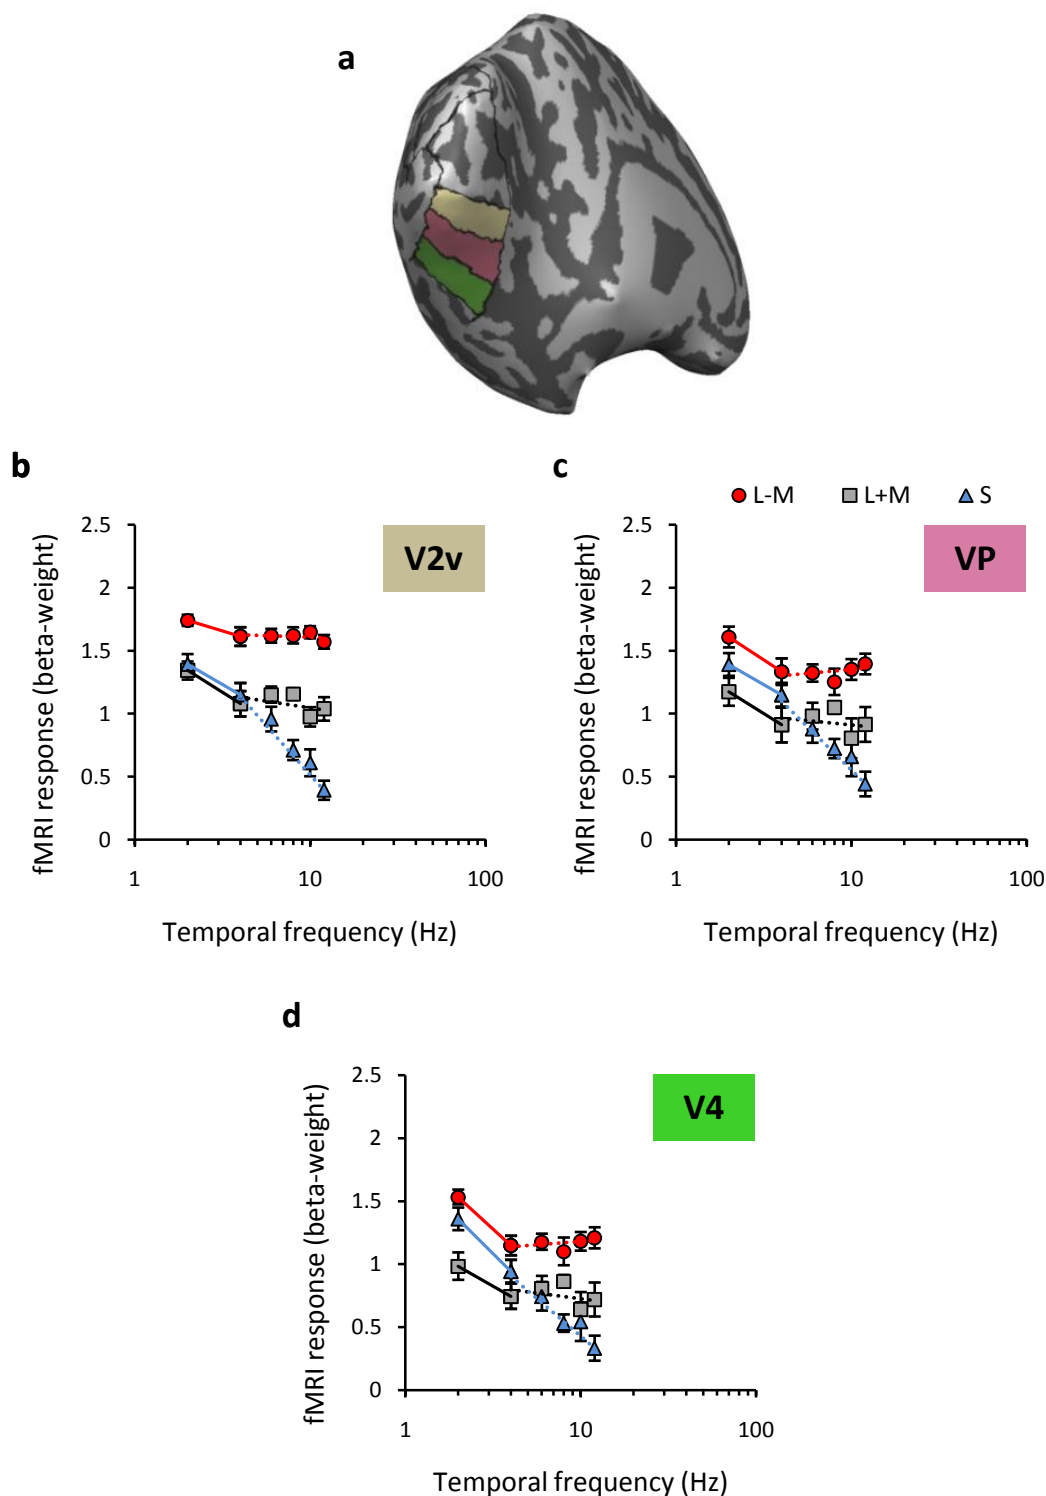 a
b
c
L-M L+M S
V2v
fMRI response (beta-weight)
2.5
2
1.5
1
0.5
0
1 10 100
Temporal frequency (Hz)
VP
fMRI response (beta-weight)
2.5
2
1.5
1
0.5
0
1 10 100
Temporal frequency (Hz)
d
V4
fMRI response (beta-weight)
2.5
2
1.5
1
0.5
0
1 10 100
Temporal frequency (Hz)